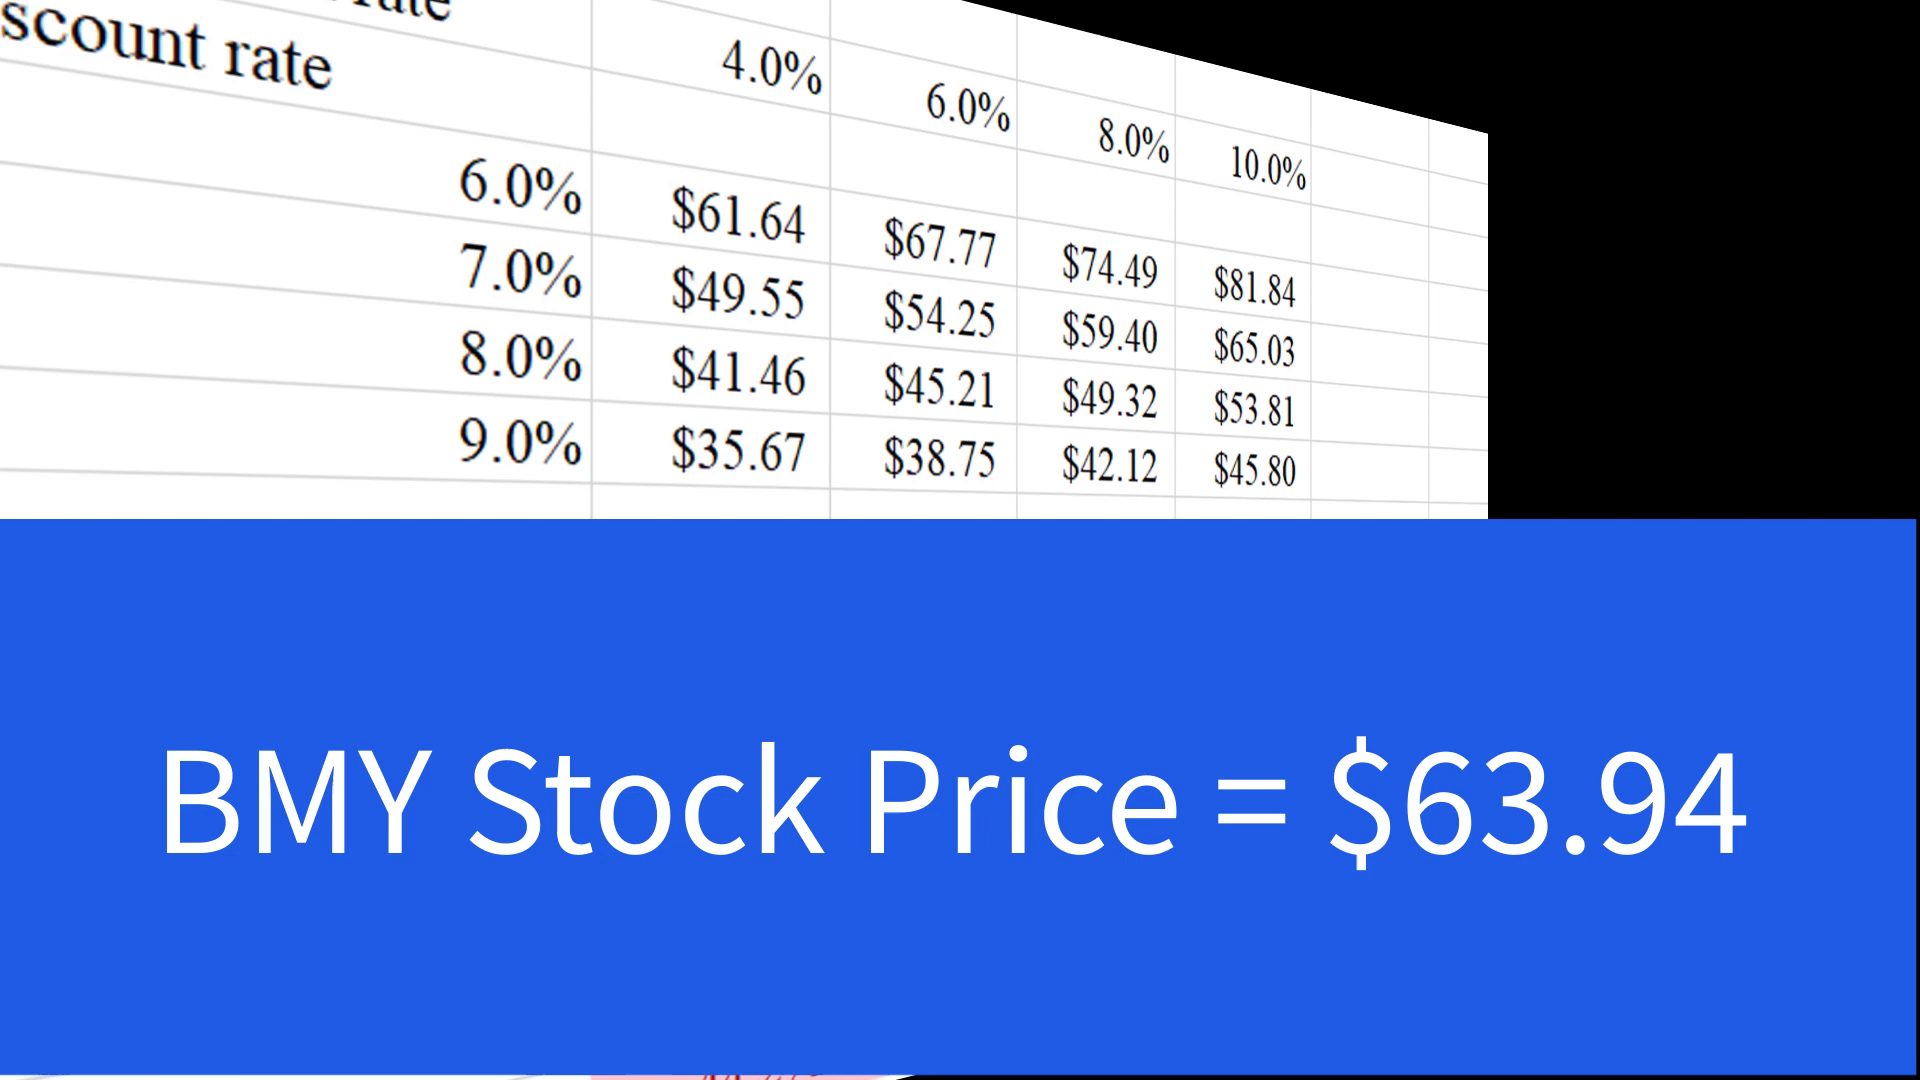 rate
scount rate
4.0% 6.0% 8.0% 10.0%
6.0% $61.64 $67.77 $74.49 $81.84
7.0% $49.55 $54.25 $59.40 $65.03
8.0% $41.46 $45.21 $49.32 $53.81
9.0% $35.67 $38.75 $42.12 $45.80
BMY Stock Price = $63.94